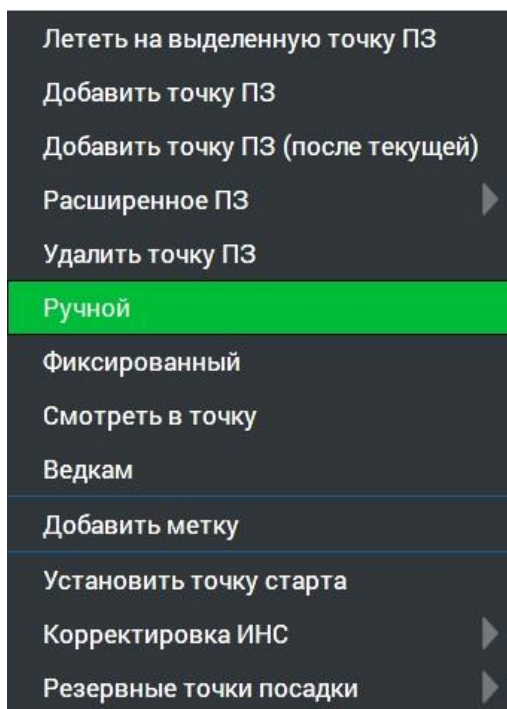 Лететь на выделенную точку ПЗ
Добавить точку ПЗ
Добавить точку ПЗ (после текущей)
Расширенное ПЗ
Удалить точку ПЗ
Ручной
Фиксированный
Смотреть в точку
Ведкам
Добавить метку
Установить точку старта
Корректировка ИНС
Резервные точки посадки